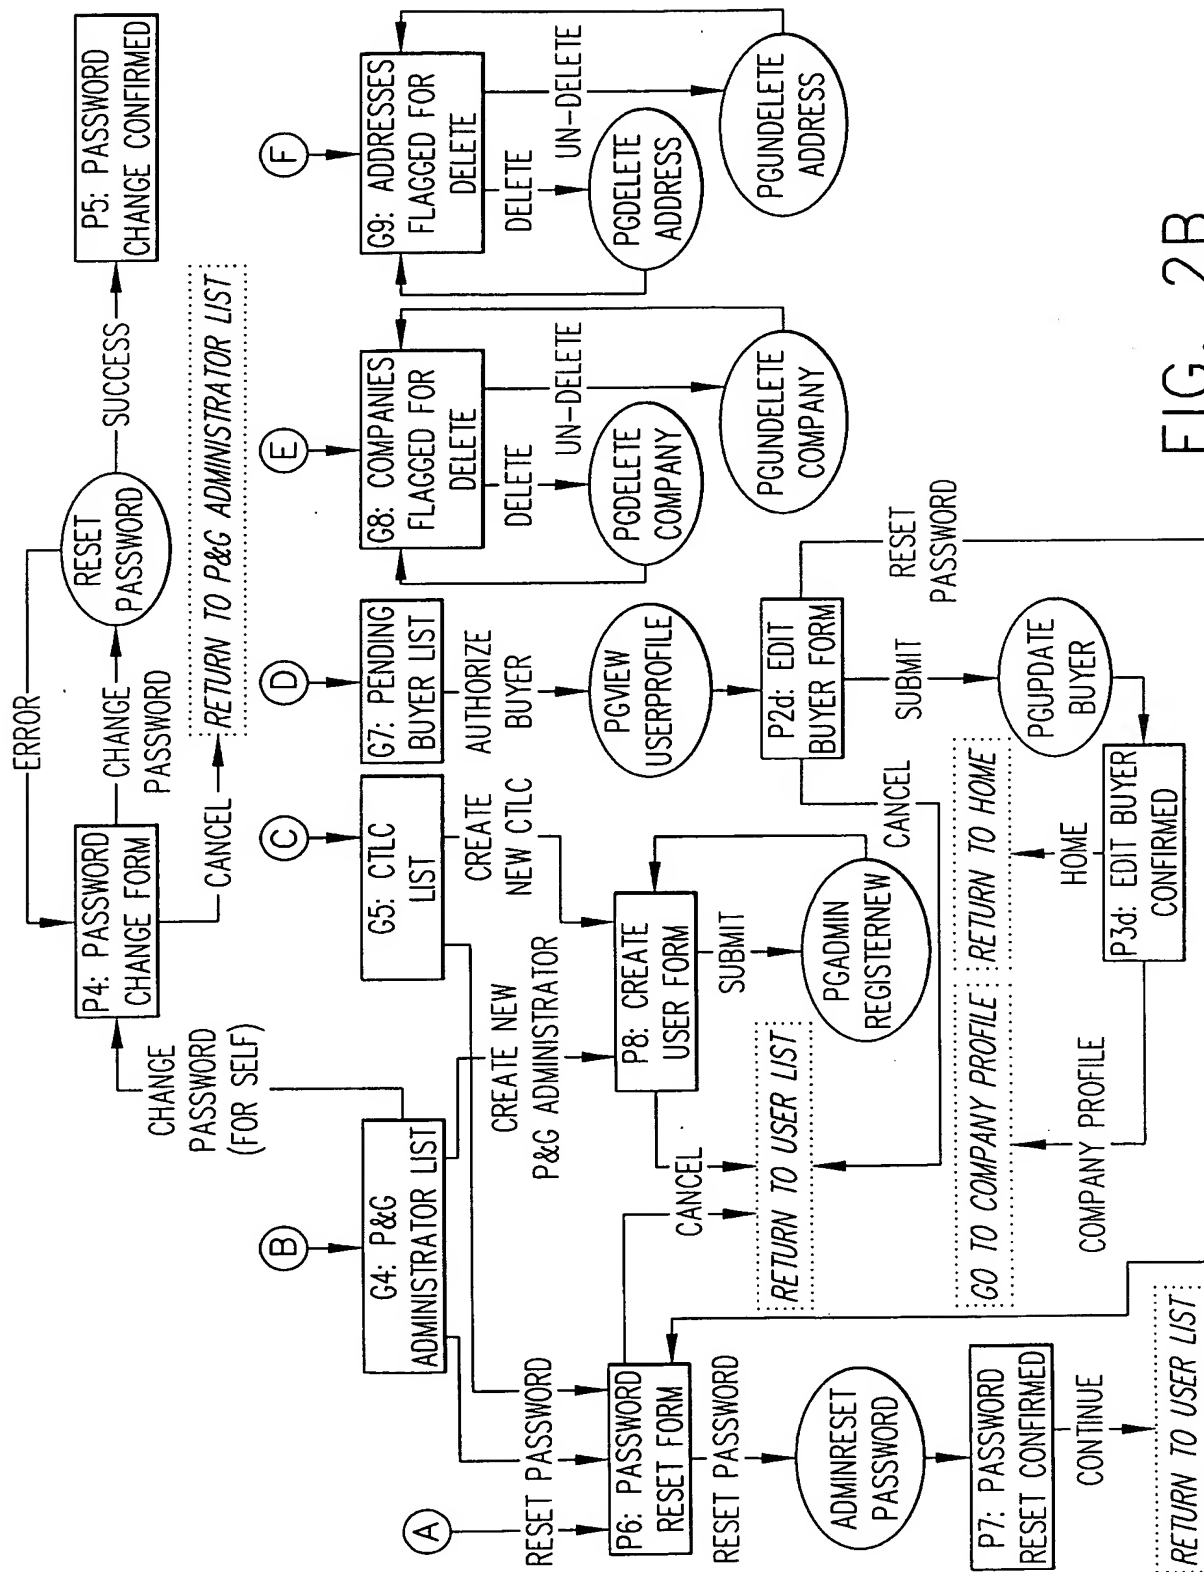 ERROR
P4: PASSWORD
CHANGE FORM
CHANGE
PASSWORD
RESET
PASSWORD
SUCCESS
P5: PASSWORD
CHANGE CONFIRMED
CANCEL
RETURN TO P&G ADMINISTRATOR LIST
CHANGE
PASSWORD
(FOR SELF)
A
B
C
D
E
F
G4: P&G
ADMINISTRATOR LIST
G5: CTLC
LIST
G7: PENDING
BUYER LIST
G8: COMPANIES
FLAGGED FOR
DELETE
G9: ADDRESSES
FLAGGED FOR
DELETE
RESET PASSWORD
RESET PASSWORD
CREATE NEW
P&G ADMINISTRATOR
CREATE
NEW CTLC
AUTHORIZE
BUYER
DELETE
UN-DELETE
DELETE
UN-DELETE
PGVIEW
USERPROFILE
PGDELETE
COMPANY
PGDELETE
ADDRESS
PGUNDELETE
COMPANY
PGUNDELETE
ADDRESS
P6: PASSWORD
RESET FORM
P8: CREATE
USER FORM
P2d: EDIT
BUYER FORM
RESET PASSWORD
CANCEL
CANCEL
SUBMIT
CANCEL
SUBMIT
RESET
PASSWORD
ADMINRESET
PASSWORD
RETURN TO USER LIST
PGADMIN
REGISTERNEW
PGUPDATE
BUYER
P7: PASSWORD
RESET CONFIRMED
GO TO COMPANY PROFILE
RETURN TO HOME
HOME
COMPANY PROFILE
P3d: EDIT BUYER
CONFIRMED
CONTINUE
RETURN TO USER LIST
FIG. 2B